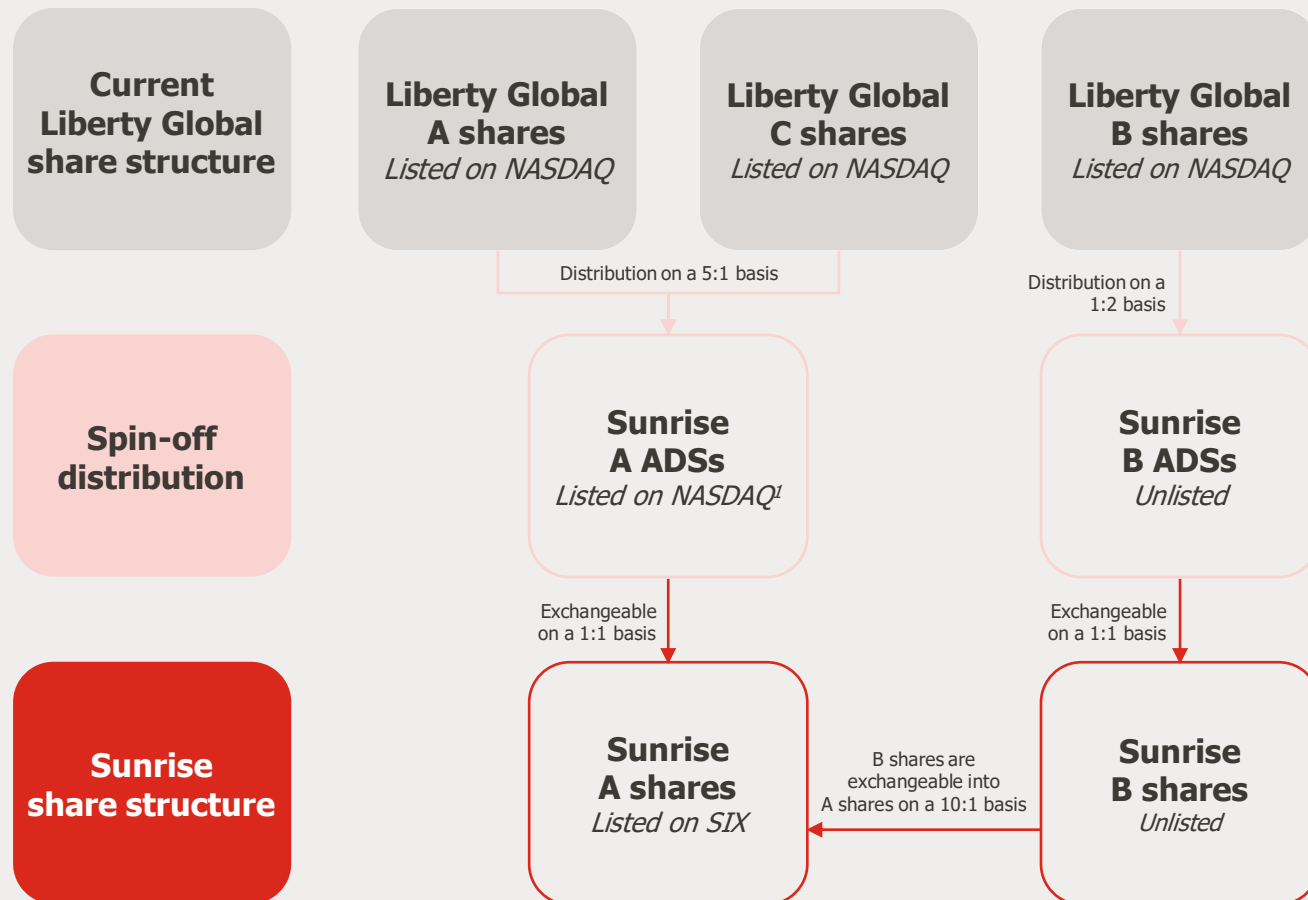 Current
Liberty Global
share structure
Liberty Global
A shares
Listed on NASDAQ
Liberty Global
C shares
Listed on NASDAQ
Liberty Global
B shares
Listed on NASDAQ
Distribution on a 5:1 basis
Distribution on a
1:2 basis
Spin-off
distribution
Sunrise
A ADSs
Listed on NASDAQ¹
Sunrise
B ADSs
Unlisted
Exchangeable
on a 1:1 basis
Exchangeable
on a 1:1 basis
Sunrise
share structure
Sunrise
A shares
Listed on SIX
B shares are
exchangeable into
A shares on a 10:1 basis
Sunrise
B shares
Unlisted